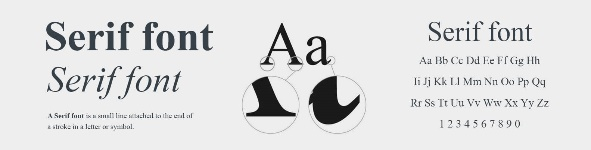 Serif font
Serif font
A Serif font is a small line attached to the end of
a stroke in a letter or symbol.
Aa
Serif font
Aa Bb Cc Dd Ee Ff Gg Hh
Ii Jj Kk Ll Mm Nn Oo Pp Qq
Rr Ss Tt Uu Vv Ww Xx Yy Zz
1 2 3 4 5 6 7 8 9 0